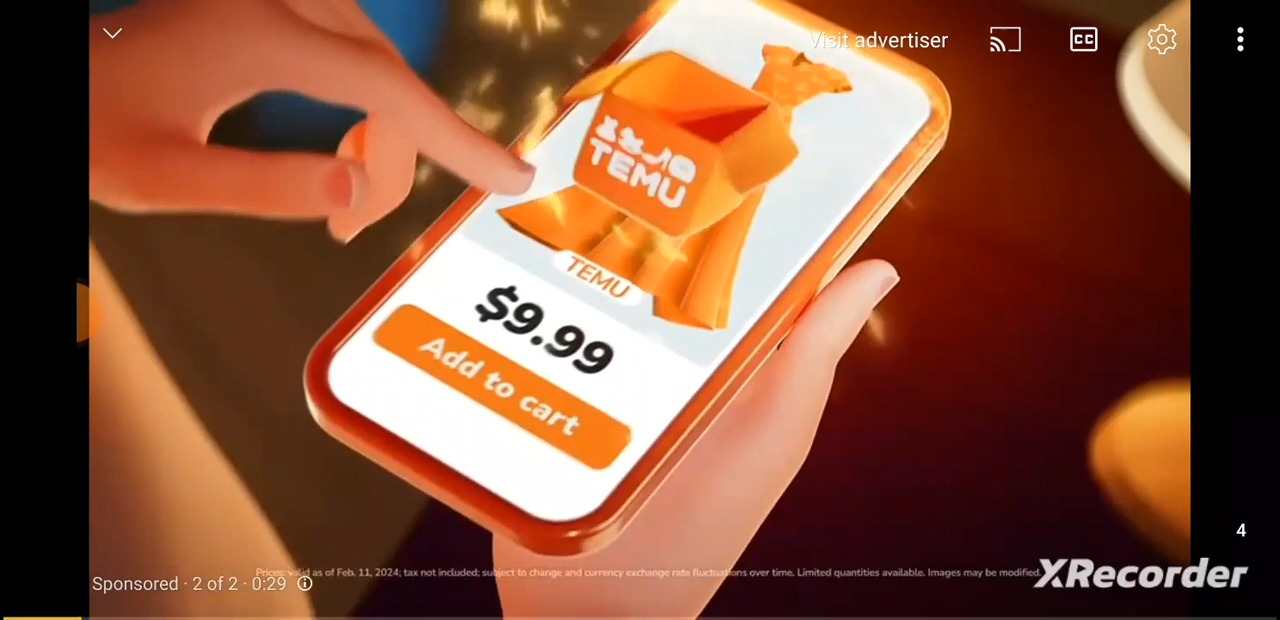 Visit advertiser
CC
TEMU
TEMU
$9.99
Add to cart
4
Prices valid as of Feb. 11, 2024; tax not included; subject to change and currency exchange rate fluctuations over time. Limited quantities available. Images may be modified.
Sponsored · 2 of 2 · 0:29
XRecorder